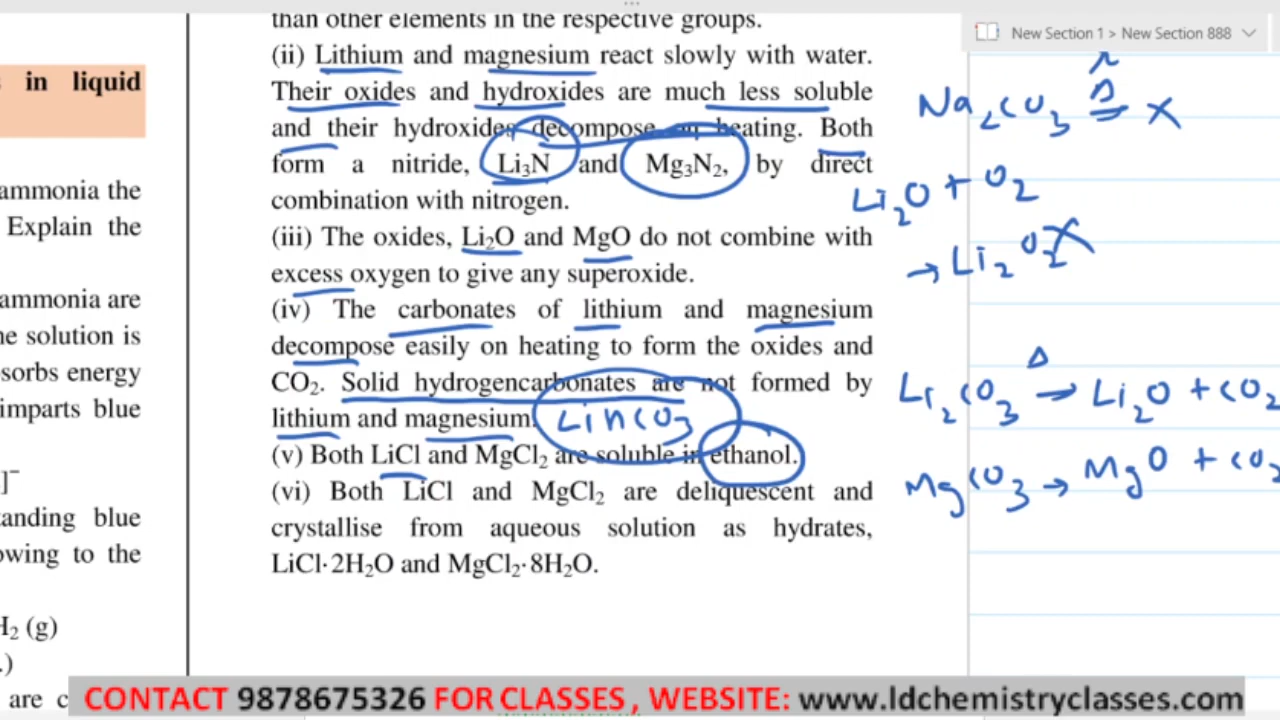 than other elements in the respective groups.
(ii) Lithium and magnesium react slowly with water.
Their oxides and hydroxides are much less soluble
and their hydroxides decompose on heating. Both
form a nitride, Li₃N and Mg₃N₂, by direct
combination with nitrogen.
(iii) The oxides, Li₂O and MgO do not combine with
excess oxygen to give any superoxide.
(iv) The carbonates of lithium and magnesium
decompose easily on heating to form the oxides and
CO₂. Solid hydrogencarbonates are not formed by
lithium and magnesium. LiHCO₃
(v) Both LiCl and MgCl₂ are soluble in ethanol.
(vi) Both LiCl and MgCl₂ are deliquescent and
crystallise from aqueous solution as hydrates,
LiCl·2H₂O and MgCl₂·8H₂O.
in liquid
ammonia the
Explain the
ammonia are
solution is
energy
imparts blue
]⁻
blue
to the
H₂ (g)
.)
are
New Section 1 > New Section 888
Na₂CO₃ Δ X
Li₂O + O₂
→ Li₂O₂ X
Δ
Li₂CO₃ → Li₂O + CO₂
MgCO₃ → MgO + CO₂
CONTACT 9878675326 FOR CLASSES , WEBSITE: www.ldchemistryclasses.com